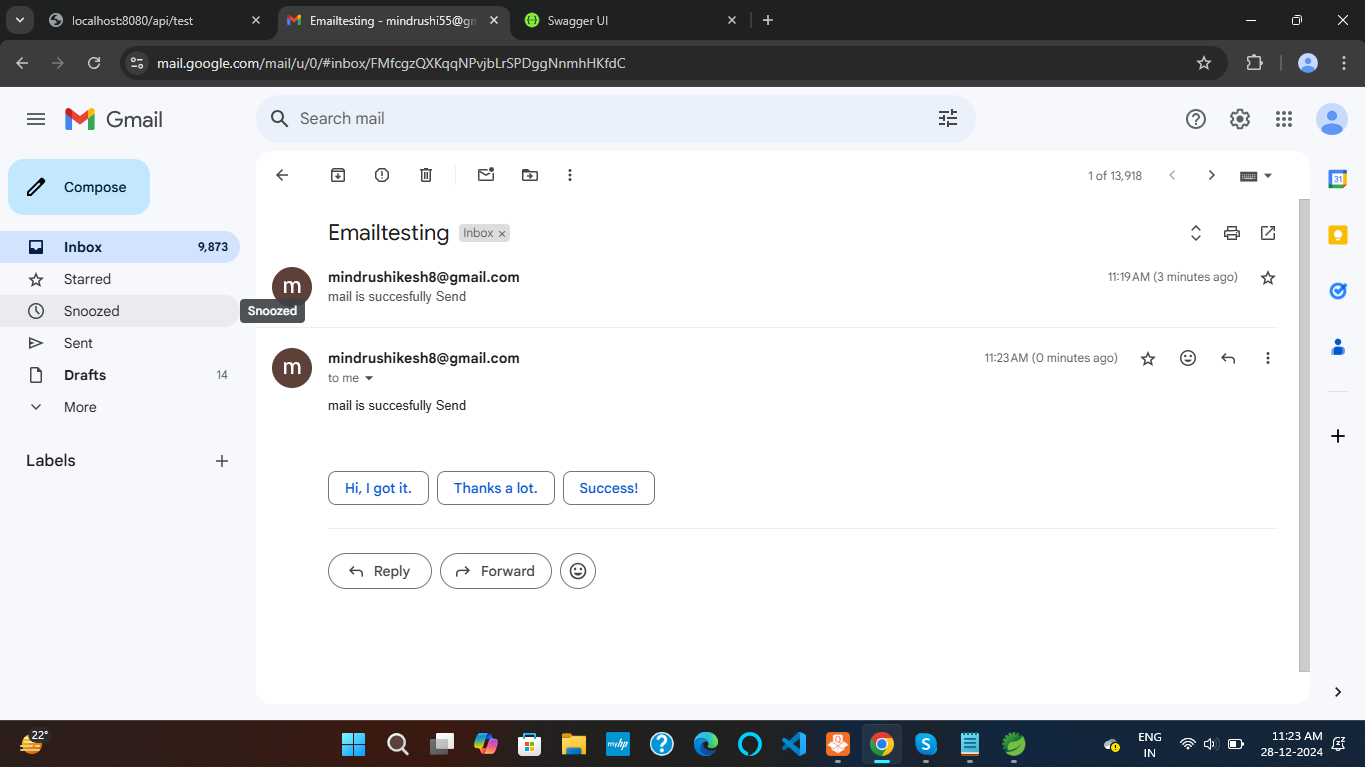 localhost:8080/api/test
Emailtesting - mindrushi55@gm
Swagger UI
mail.google.com/mail/u/0/#inbox/FMfcgzQXKqqNPvjbLrSPDggNnmhHKfdC
Gmail
Search mail
Compose
1 of 13,918
31
Inbox 9,873
Starred
Snoozed
Snoozed
Sent
Drafts 14
More
Labels
Emailtesting Inbox ×
m
mindrushikesh8@gmail.com 11:19 AM (3 minutes ago)
mail is succesfully Send
m
mindrushikesh8@gmail.com 11:23 AM (0 minutes ago)
to me
mail is succesfully Send
Hi, I got it. Thanks a lot. Success!
Reply Forward
22°
myhp
ENG
IN
11:23 AM
28-12-2024